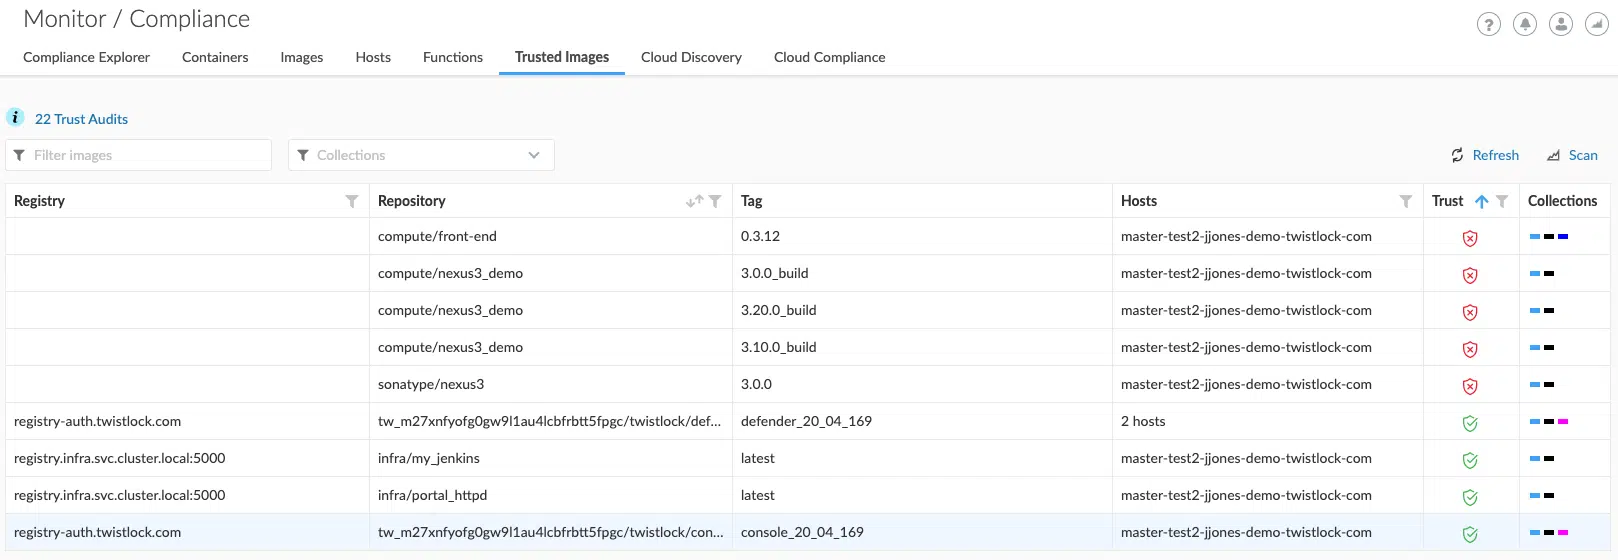 Monitor / Compliance
Compliance Explorer Containers Images Hosts Functions Trusted Images Cloud Discovery Cloud Compliance
22 Trust Audits
Filter images Collections Refresh Scan
Registry Repository Tag Hosts Trust Collections
compute/front-end 0.3.12 master-test2-jjones-demo-twistlock-com
compute/nexus3_demo 3.0.0_build master-test2-jjones-demo-twistlock-com
compute/nexus3_demo 3.20.0_build master-test2-jjones-demo-twistlock-com
compute/nexus3_demo 3.10.0_build master-test2-jjones-demo-twistlock-com
sonatype/nexus3 3.0.0 master-test2-jjones-demo-twistlock-com
registry-auth.twistlock.com tw_m27xnfyofg0gw9l1au4lcbfrbtt5fpgc/twistlock/def... defender_20_04_169 2 hosts
registry.infra.svc.cluster.local:5000 infra/my_jenkins latest master-test2-jjones-demo-twistlock-com
registry.infra.svc.cluster.local:5000 infra/portal_httpd latest master-test2-jjones-demo-twistlock-com
registry-auth.twistlock.com tw_m27xnfyofg0gw9l1au4lcbfrbtt5fpgc/twistlock/con... console_20_04_169 master-test2-jjones-demo-twistlock-com